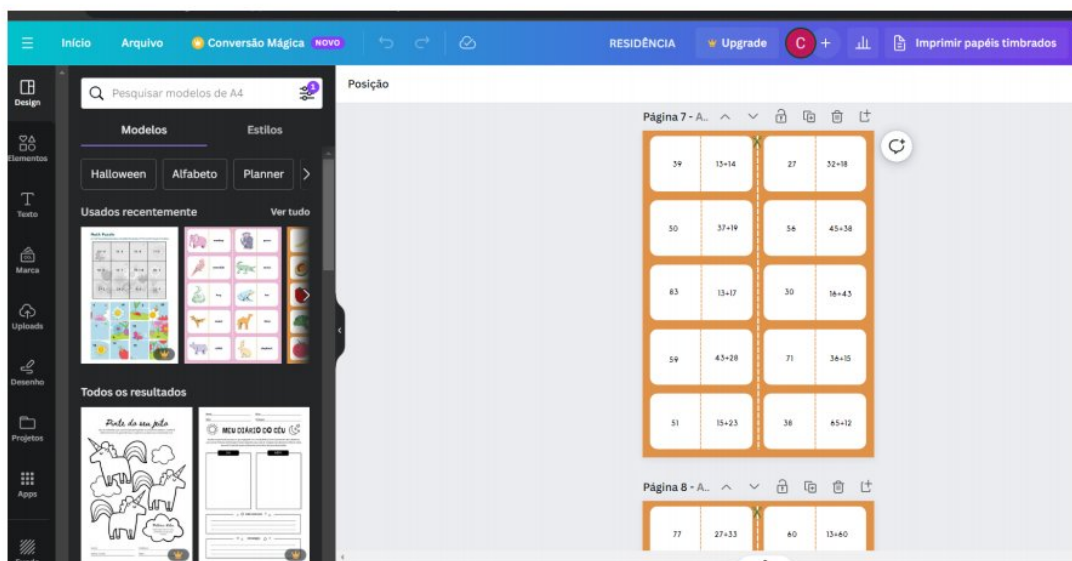 Início Arquivo Conversão Mágica NOVO RESIDÊNCIA Upgrade C + Imprimir papéis timbrados
Design
Elementos
Texto
Marca
Uploads
Desenho
Projetos
Apps
Pesquisar modelos de A4 1
Modelos Estilos
Halloween Alfabeto Planner
Usados recentemente Ver tudo
Todos os resultados
Pinte do seu jeito
MEU DIÁRIO DO CÉU
Posição
Página 7 - A...
39 13+14 27 32+18
50 37+19 56 45+38
83 13+17 30 16+43
59 43+28 71 36+15
51 15+23 38 65+12
Página 8 - A...
77 27+33 60 13+60